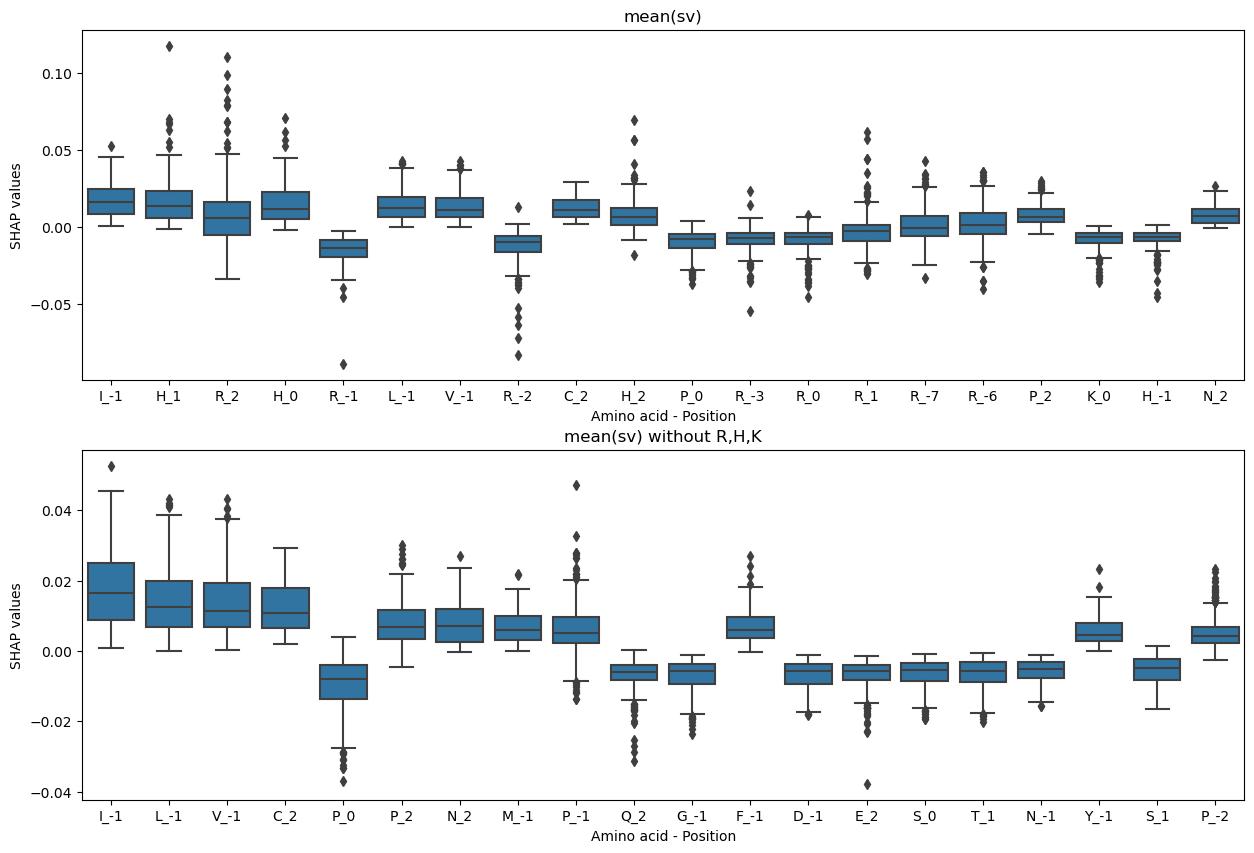 mean(sv)
0.10
0.05
0.00
−0.05
SHAP values
I_-1 H_1 R_2 H_0 R_-1 L_-1 V_-1 R_-2 C_2 H_2 P_0 R_-3 R_0 R_1 R_-7 R_-6 P_2 K_0 H_-1 N_2
Amino acid - Position
mean(sv) without R,H,K
0.04
0.02
0.00
−0.02
−0.04
SHAP values
I_-1 L_-1 V_-1 C_2 P_0 P_2 N_2 M_-1 P_-1 Q_2 G_-1 F_-1 D_-1 E_2 S_0 T_1 N_-1 Y_-1 S_1 P_-2
Amino acid - Position